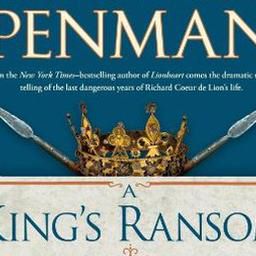 PENMAN
the New York Times-bestselling author of Lionheart comes the dramatic
telling of the last dangerous years of Richard Coeur de Lion's life.
A
KING'S RANSOM